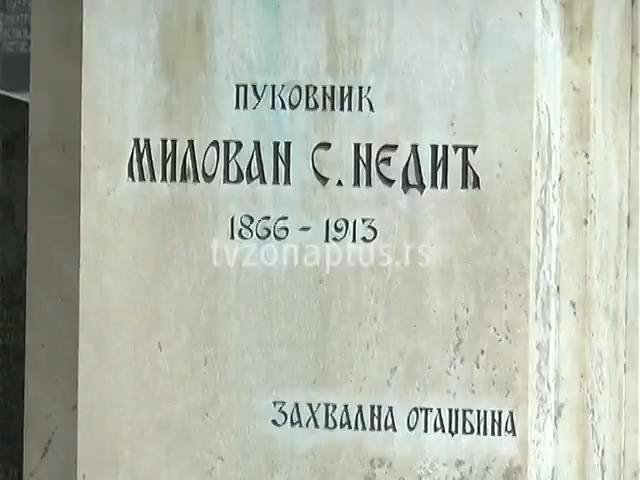 ПУКОВНИК
МИЛОВАН С. НЕДИЋ
1866 - 1913
tvzonaplus.rs
ЗАХВАЛНА ОТАЏБИНА